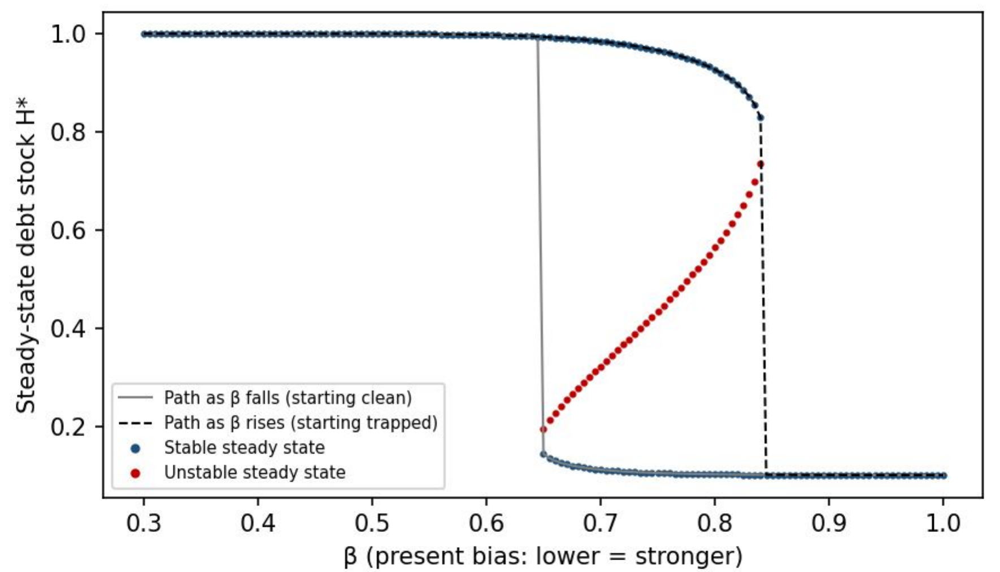 1.0
0.8
0.6
0.4
0.2
Steady-state debt stock H*
Path as β falls (starting clean)
Path as β rises (starting trapped)
Stable steady state
Unstable steady state
0.3 0.4 0.5 0.6 0.7 0.8 0.9 1.0
β (present bias: lower = stronger)